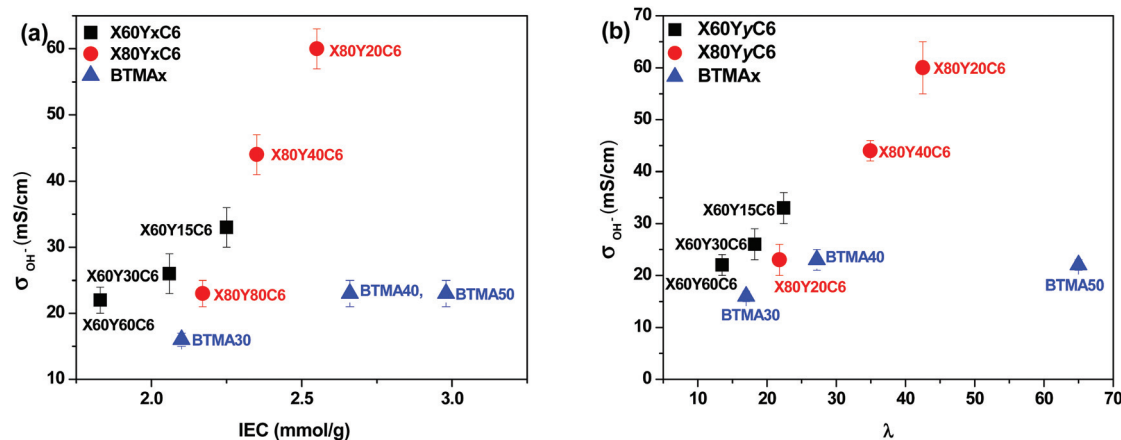 (a)
X60YxC6
X80YxC6
BTMAx
X80Y20C6
X80Y40C6
X60Y15C6
X60Y30C6
X60Y60C6
X80Y80C6
BTMA40,
BTMA50
BTMA30
60
50
40
30
20
10
2.0
2.5
3.0
σOH- (mS/cm)
IEC (mmol/g)
(b)
X60YyC6
X80YyC6
BTMAx
X80Y20C6
X80Y40C6
X60Y15C6
X60Y30C6
X60Y60C6
X80Y20C6
BTMA40
BTMA30
BTMA50
70
60
50
40
30
20
10
0
10
20
30
40
50
60
70
σOH- (mS/cm)
λ